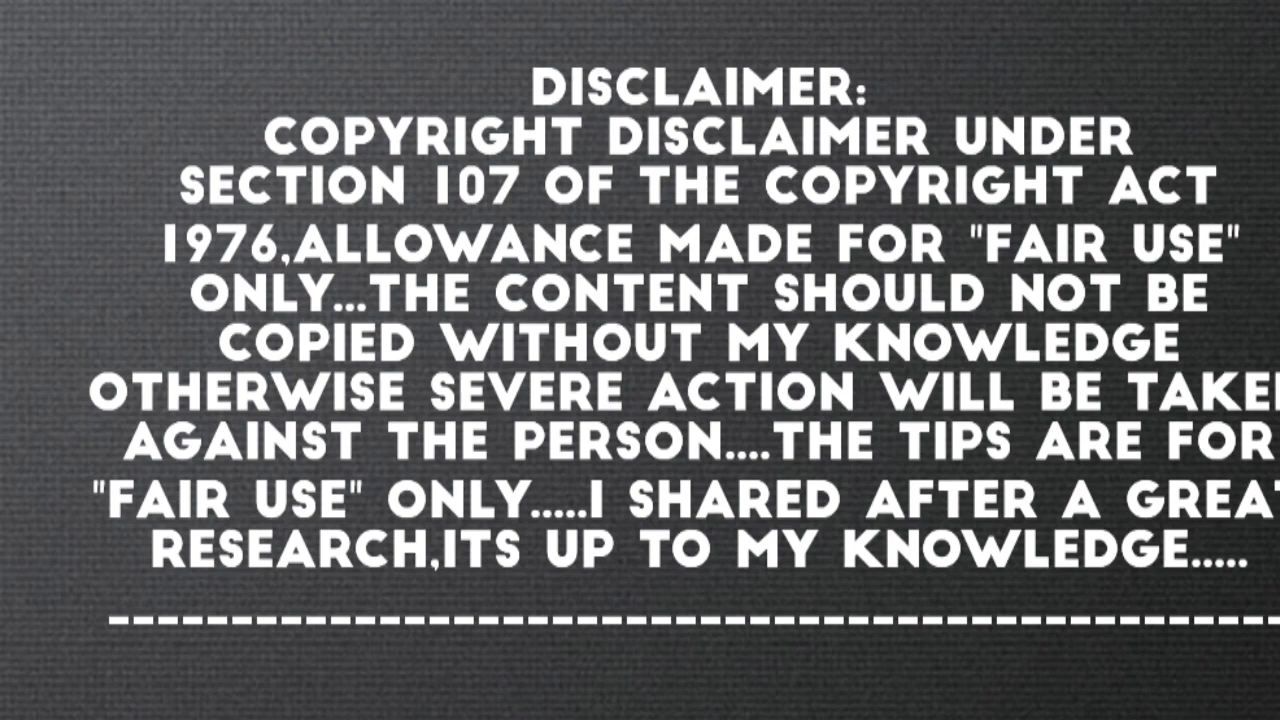 DISCLAIMER:
COPYRIGHT DISCLAIMER UNDER
SECTION 107 OF THE COPYRIGHT ACT
1976,ALLOWANCE MADE FOR "FAIR USE"
ONLY...THE CONTENT SHOULD NOT BE
COPIED WITHOUT MY KNOWLEDGE
OTHERWISE SEVERE ACTION WILL BE TAKEN
AGAINST THE PERSON....THE TIPS ARE FOR
"FAIR USE" ONLY.....I SHARED AFTER A GREAT
RESEARCH,ITS UP TO MY KNOWLEDGE.....
------------------------------------------------